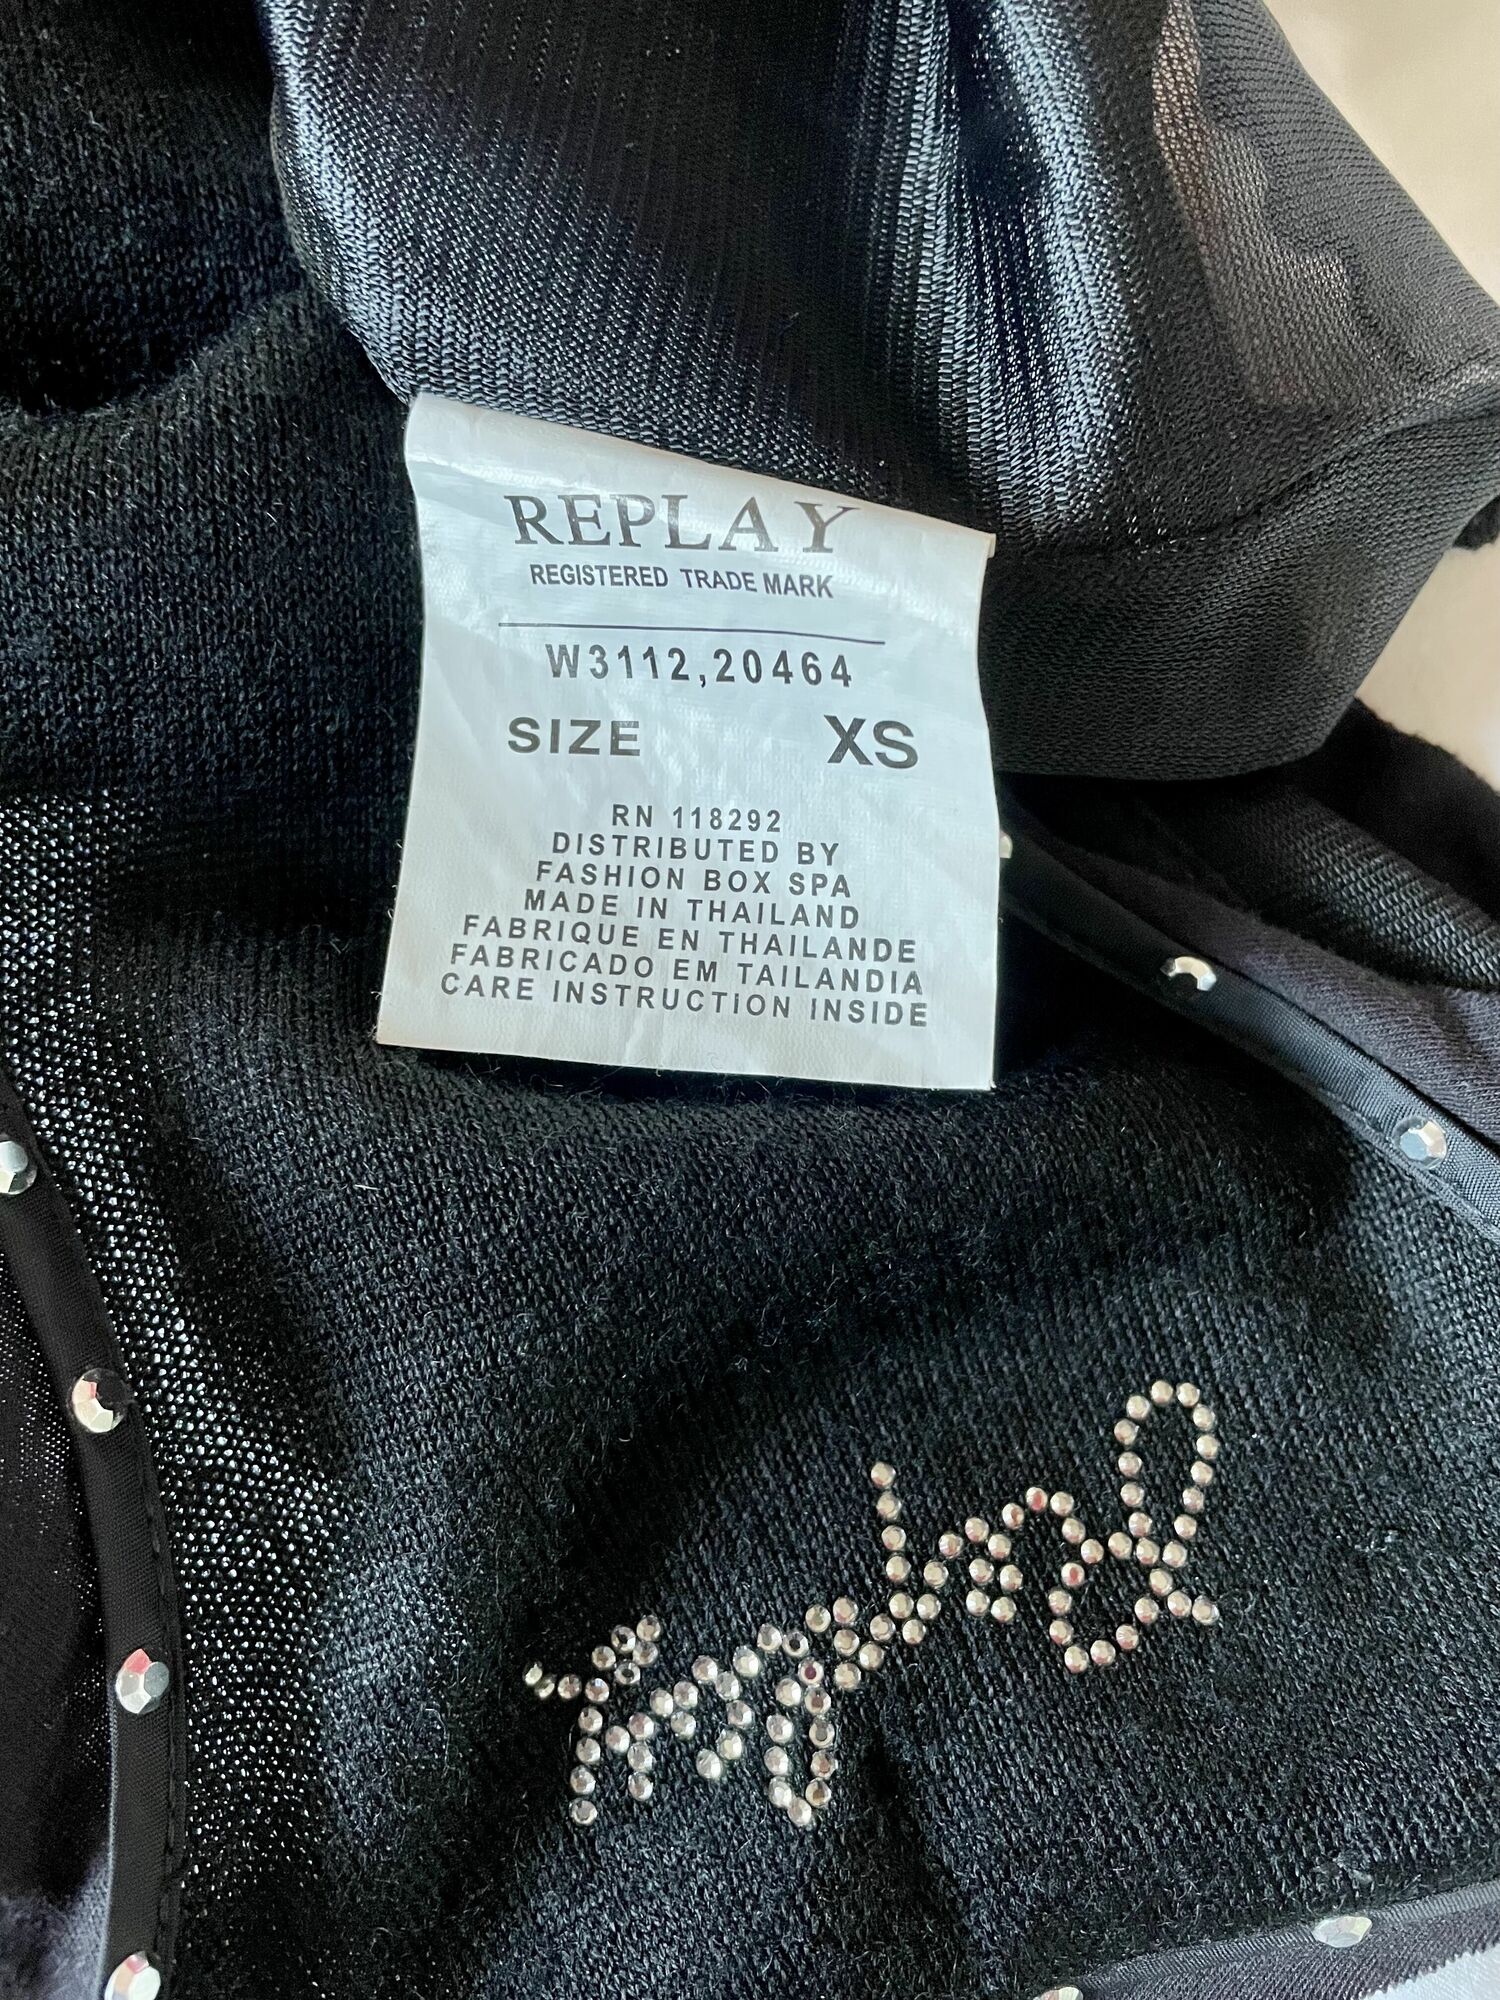 REPLAY
REGISTERED TRADE MARK
W3112,20464
SIZE XS
RN 118292
DISTRIBUTED BY
FASHION BOX SPA
MADE IN THAILAND
FABRIQUE EN THAILANDE
FABRICADO EM TAILANDIA
CARE INSTRUCTiON INSIDE